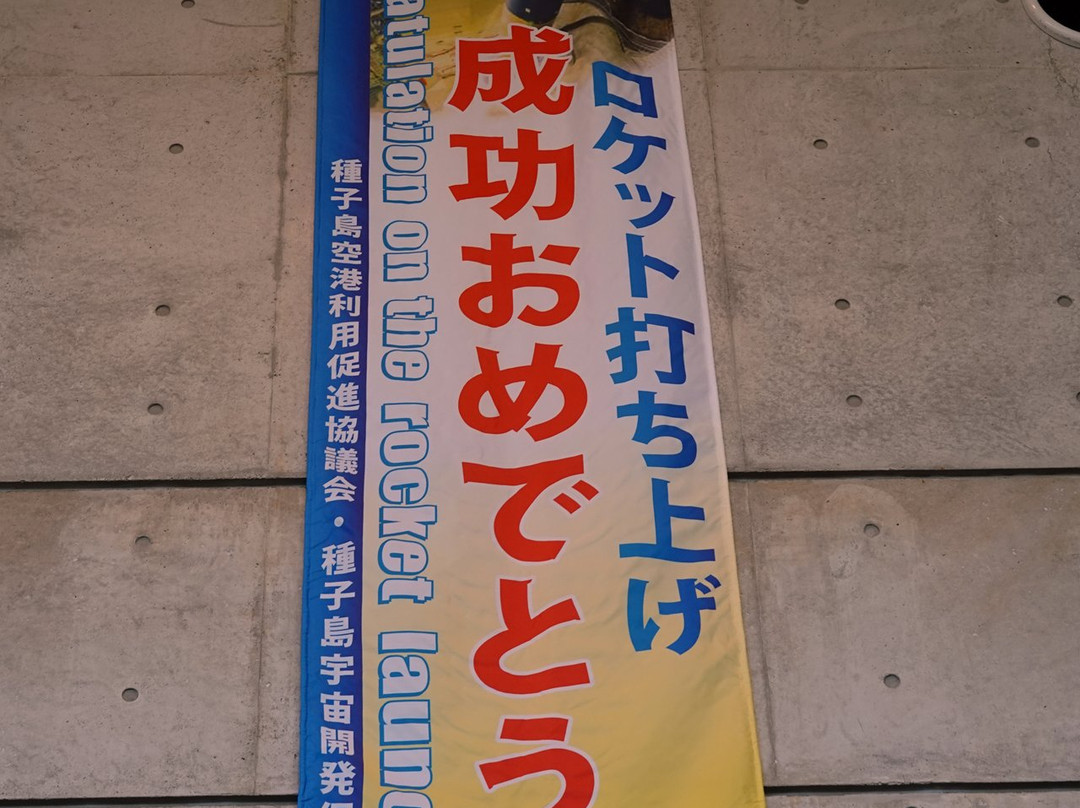 ロケット打ち上げ
成功おめでとう
atulation on the rocket launc
種子島空港利用促進協議会・種子島宇宙開発